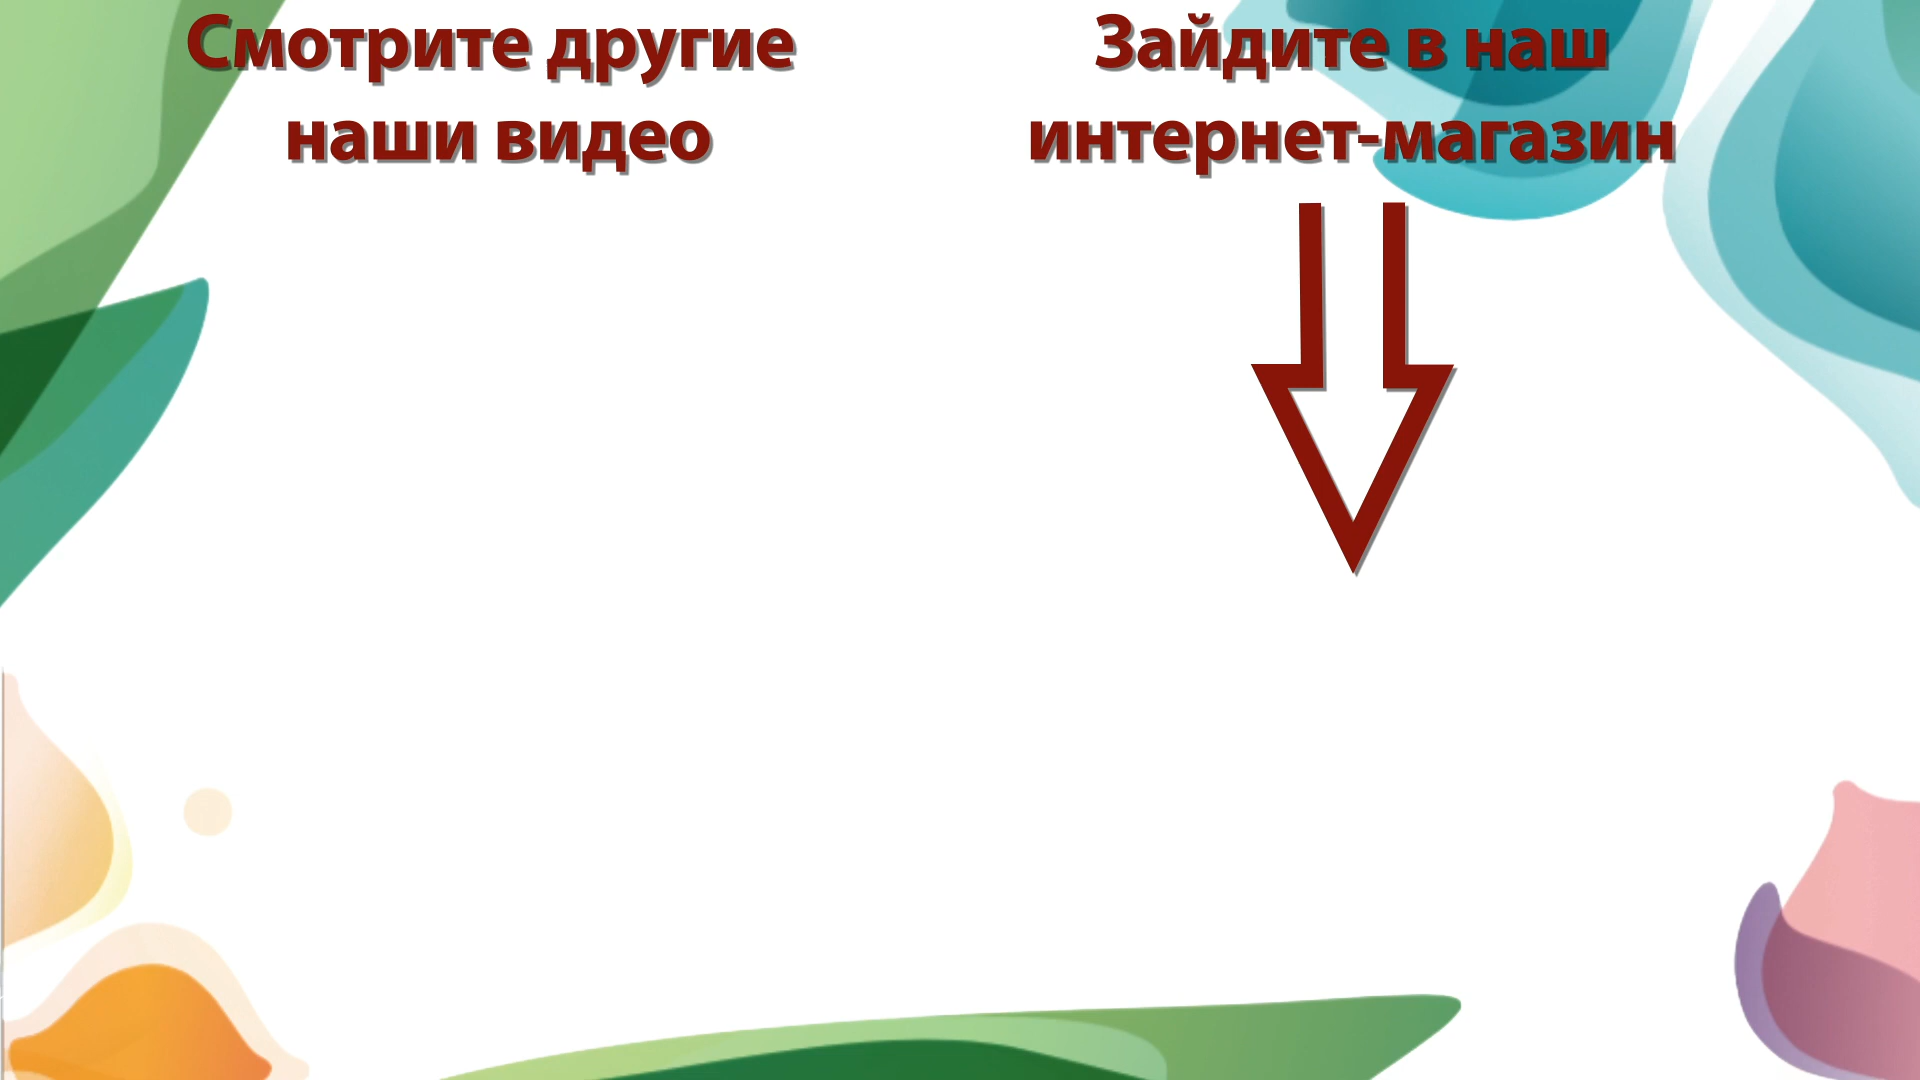 Смотрите другие
наши видео
Зайдите в наш
интернет-магазин